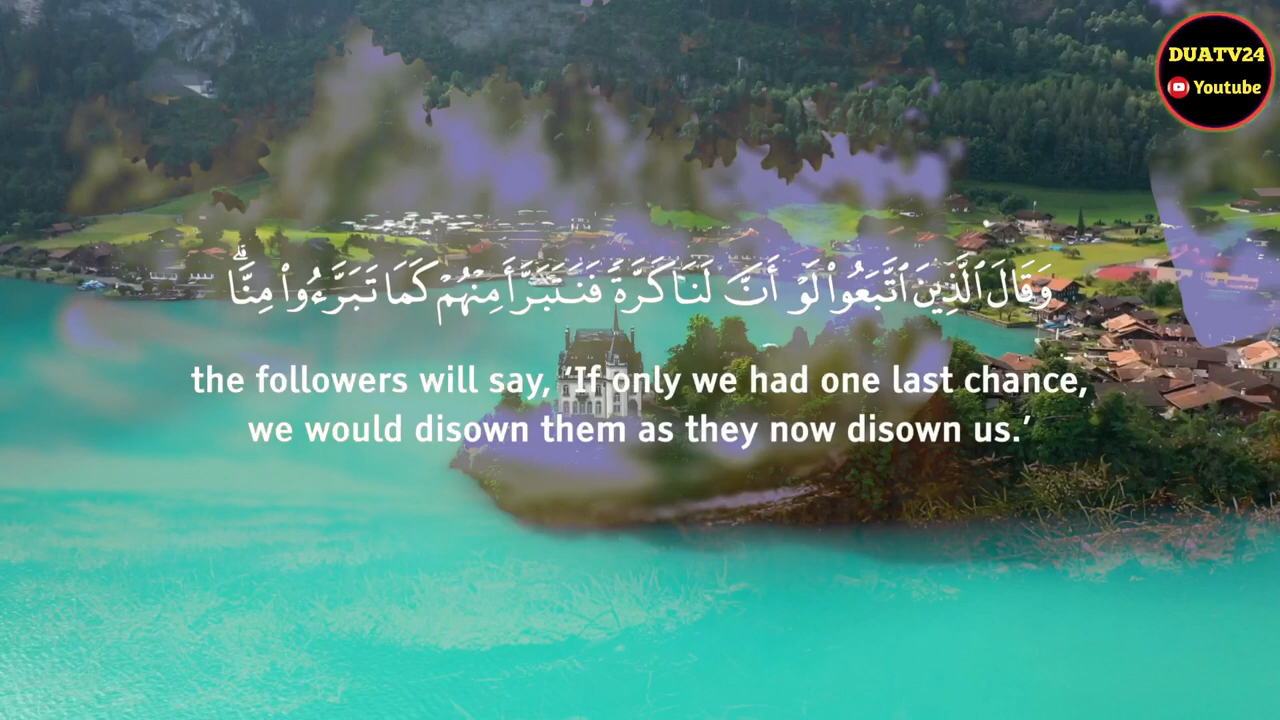 DUATV24
Youtube
وَقَالَ ٱلَّذِينَ ٱتَّبَعُوا۟ لَوْ أَنَّ لَنَا كَرَّةً فَنَتَبَرَّأَ مِنْهُمْ كَمَا تَبَرَّءُوا۟ مِنَّا ۗ
the followers will say, ‘If only we had one last chance,
we would disown them as they now disown us.’